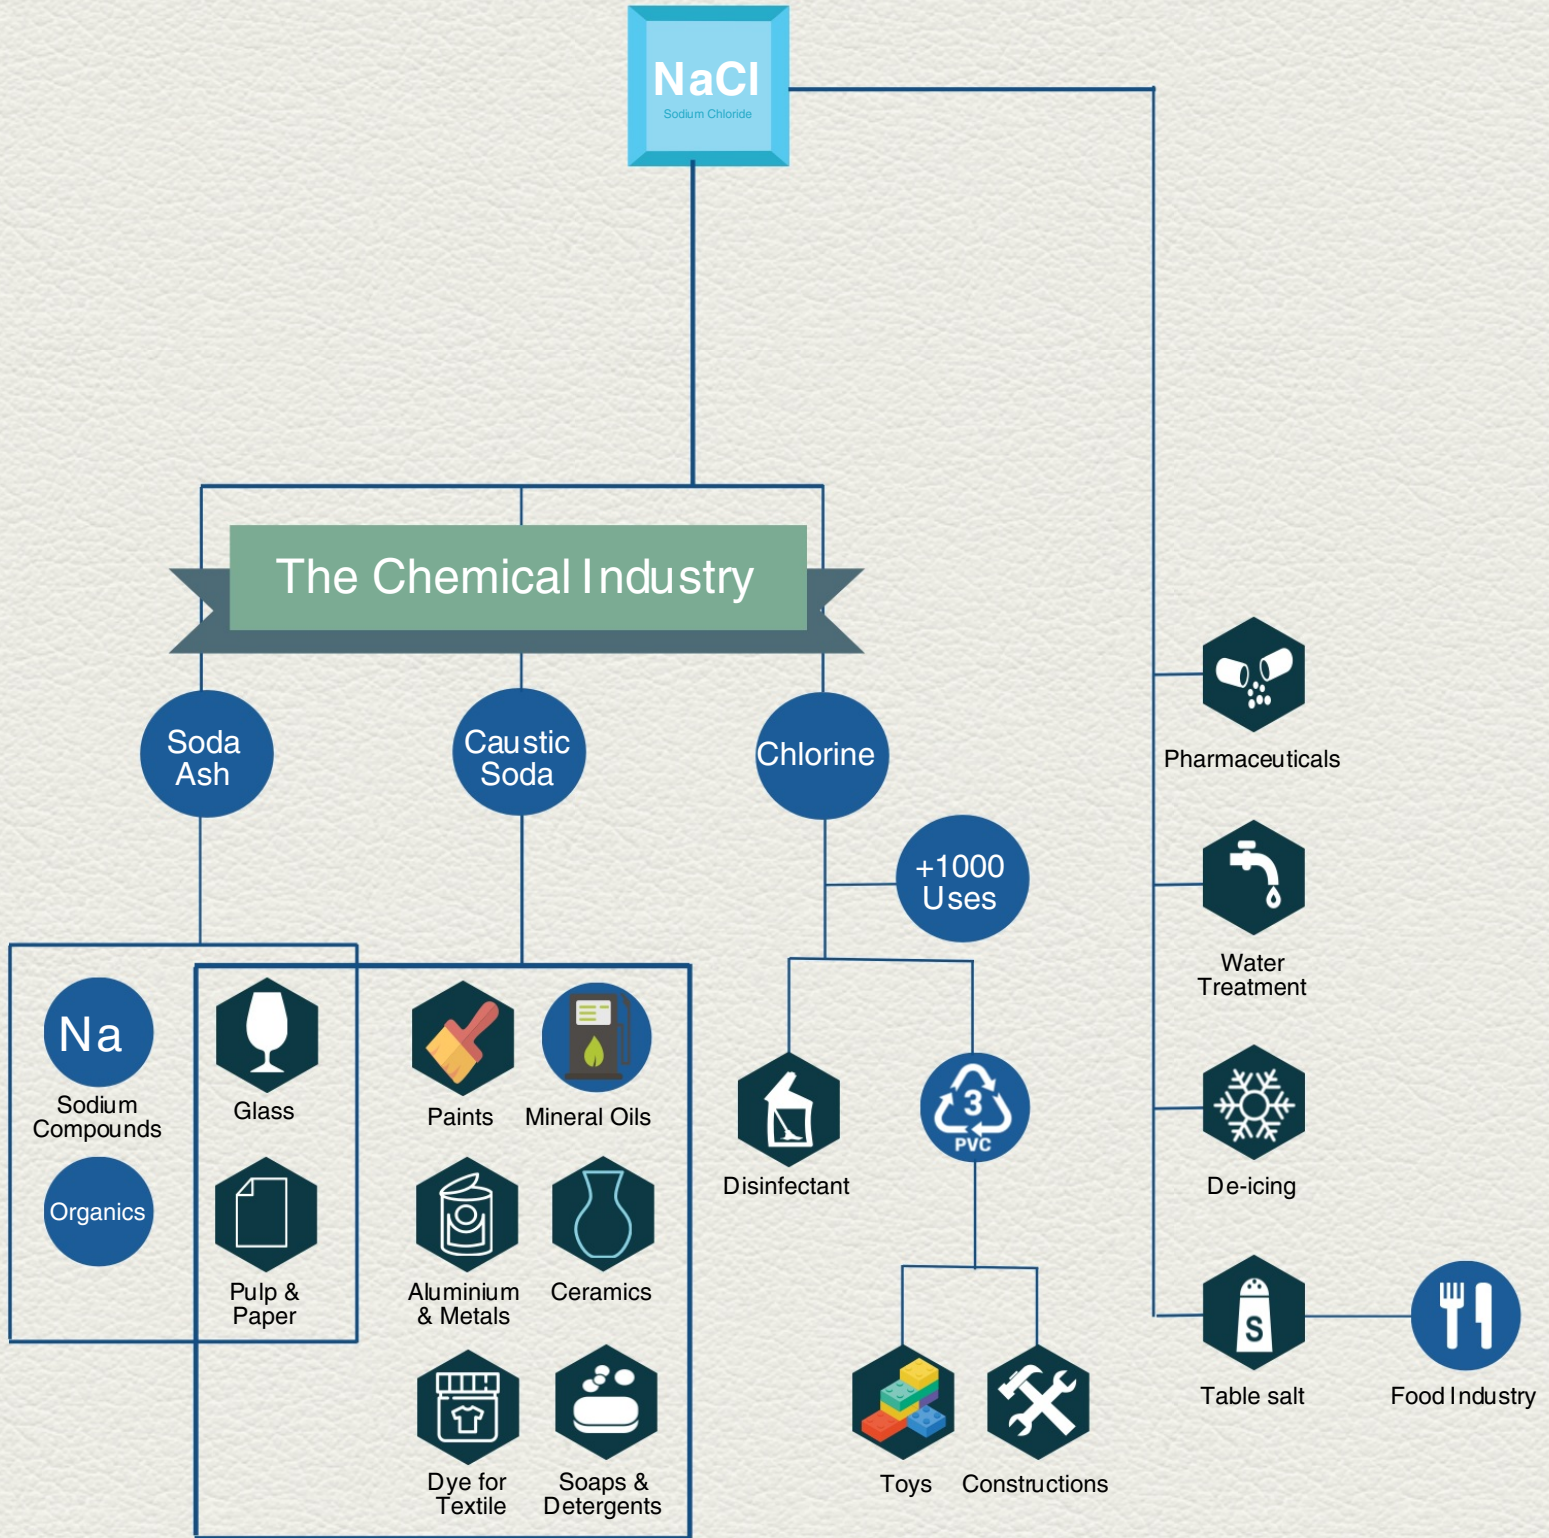 NaCl
Sodium Chloride
The Chemical Industry
Soda
Ash
Caustic
Soda
Chlorine
+1000
Uses
Pharmaceuticals
Water
Treatment
De-icing
S
Table salt
Food Industry
Na
Sodium
Compounds
Organics
Glass
Pulp &
Paper
Paints
Mineral Oils
Aluminium
& Metals
Ceramics
Dye for
Textile
Soaps &
Detergents
Disinfectant
3
PVC
Toys
Constructions